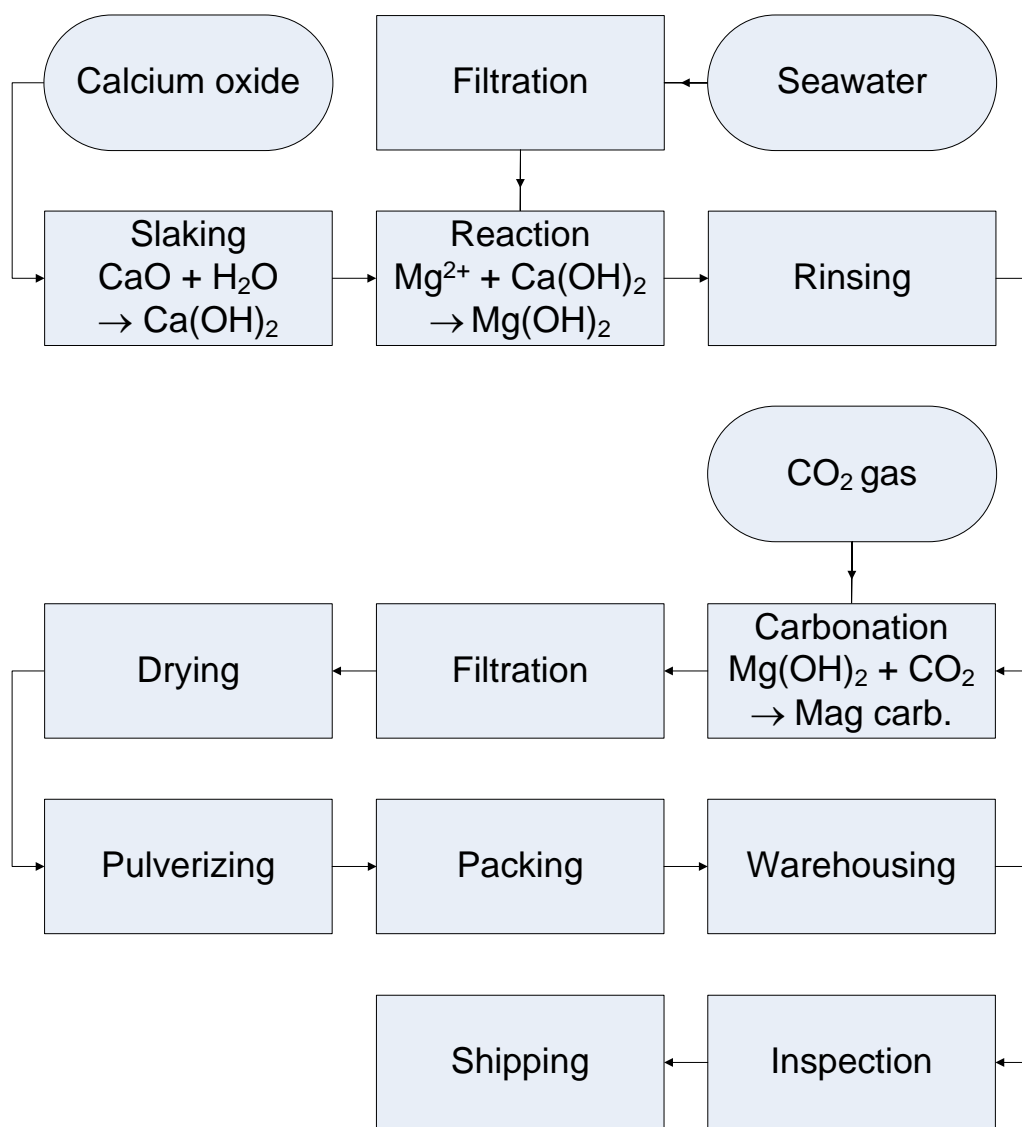 Calcium oxide
Filtration
Seawater
Slaking
CaO + H₂O
→ Ca(OH)₂
Reaction
Mg²⁺ + Ca(OH)₂
→ Mg(OH)₂
Rinsing
CO₂ gas
Drying
Filtration
Carbonation
Mg(OH)₂ + CO₂
→ Mag carb.
Pulverizing
Packing
Warehousing
Shipping
Inspection